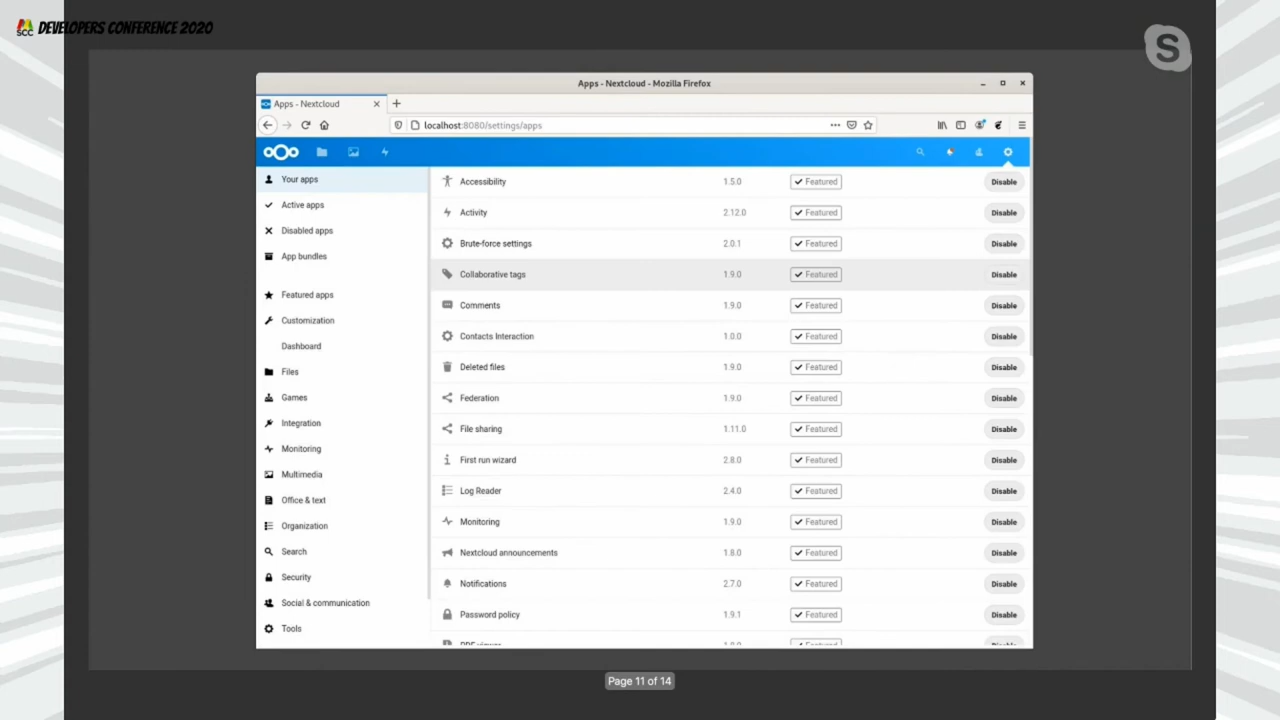 SCC DEVELOPERS CONFERENCE 2020
S
Apps - Nextcloud - Mozilla Firefox
Apps - Nextcloud
localhost:8080/settings/apps
Your apps
Active apps
Disabled apps
App bundles
Featured apps
Customization
Dashboard
Files
Games
Integration
Monitoring
Multimedia
Office & text
Organization
Search
Security
Social & communication
Tools
Accessibility 1.5.0 Featured Disable
Activity 2.12.0 Featured Disable
Brute-force settings 2.0.1 Featured Disable
Collaborative tags 1.9.0 Featured Disable
Comments 1.9.0 Featured Disable
Contacts Interaction 1.0.0 Featured Disable
Deleted files 1.9.0 Featured Disable
Federation 1.9.0 Featured Disable
File sharing 1.11.0 Featured Disable
First run wizard 2.8.0 Featured Disable
Log Reader 2.4.0 Featured Disable
Monitoring 1.9.0 Featured Disable
Nextcloud announcements 1.8.0 Featured Disable
Notifications 2.7.0 Featured Disable
Password policy 1.9.1 Featured Disable
Page 11 of 14